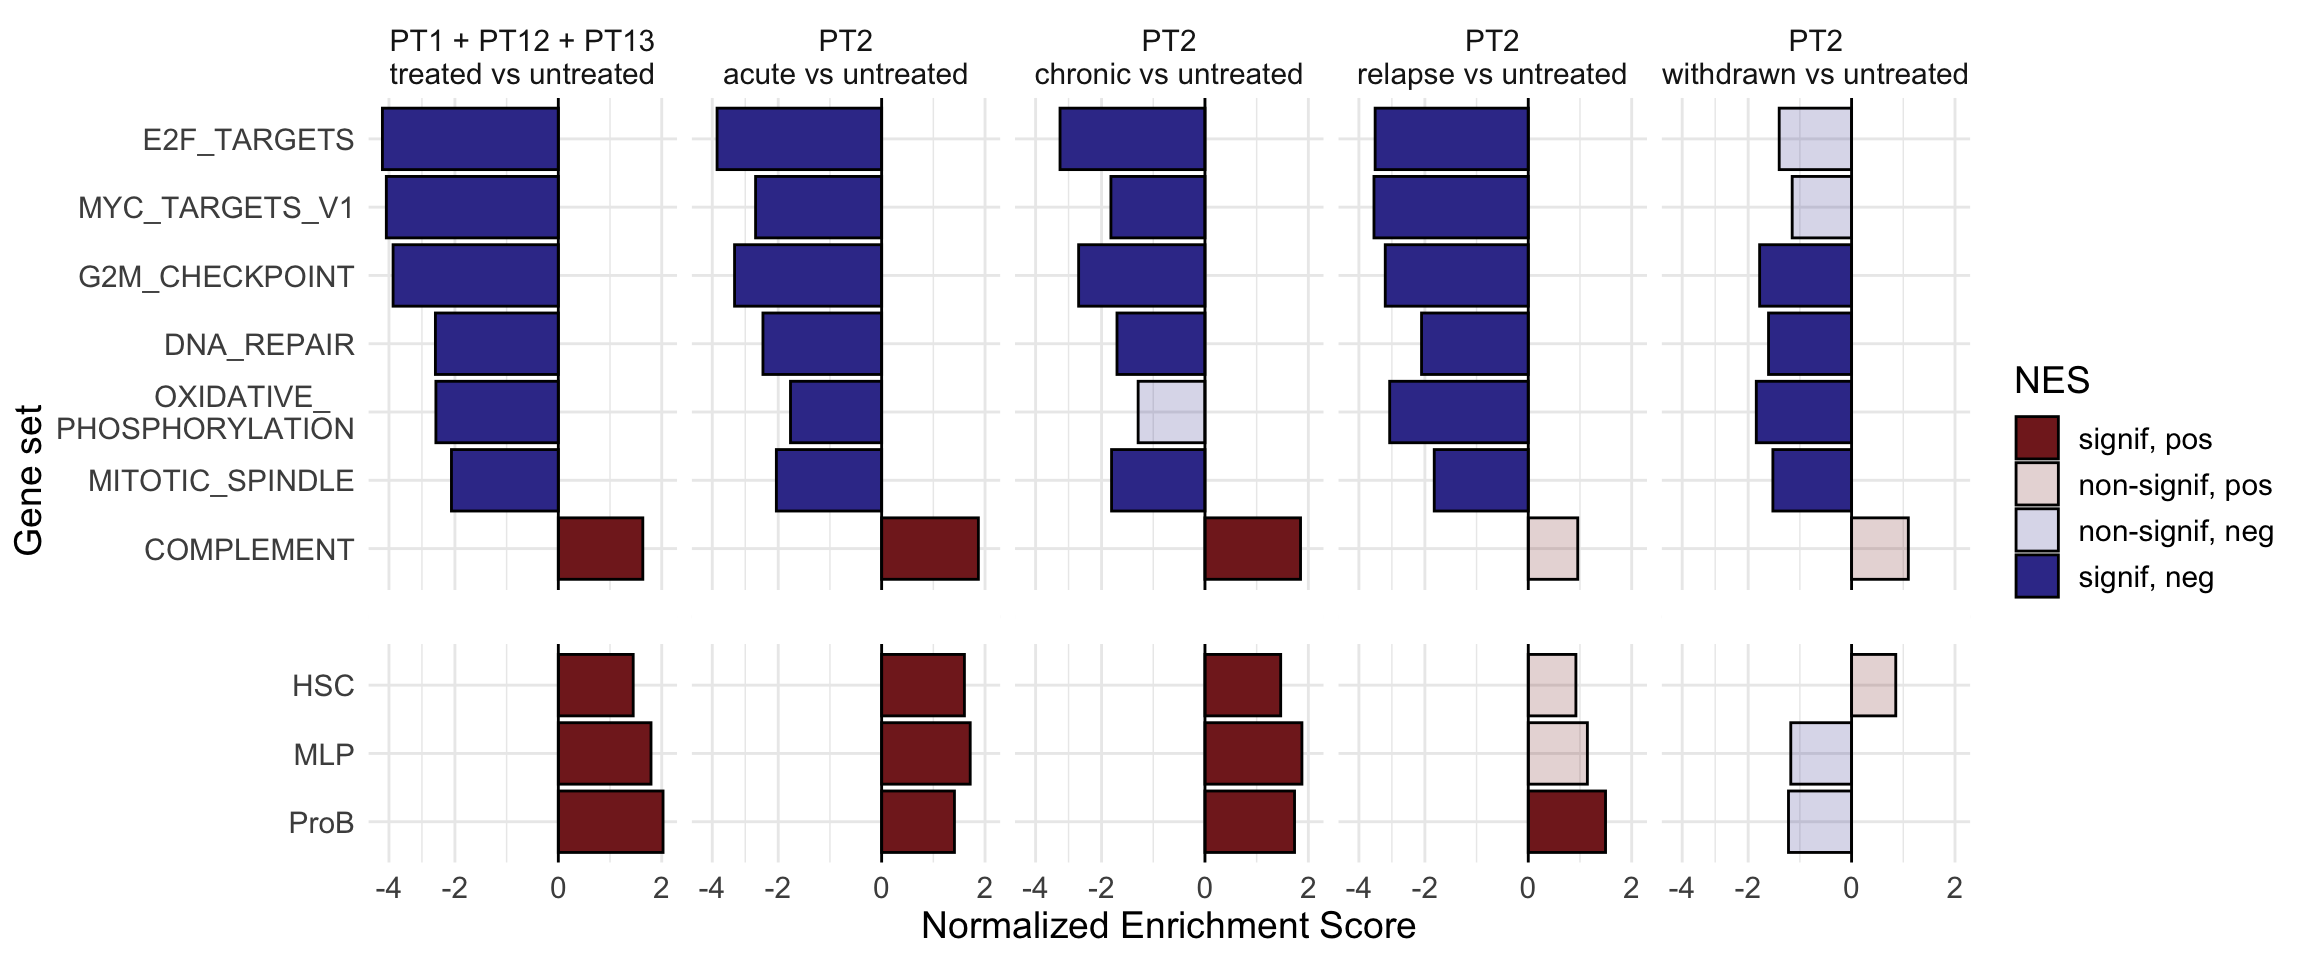 PT1 + PT12 + PT13
treated vs untreated
PT2
acute vs untreated
PT2
chronic vs untreated
PT2
relapse vs untreated
PT2
withdrawn vs untreated
Gene set
E2F_TARGETS
MYC_TARGETS_V1
G2M_CHECKPOINT
DNA_REPAIR
OXIDATIVE_
PHOSPHORYLATION
MITOTIC_SPINDLE
COMPLEMENT
HSC
MLP
ProB
-4 -2 0 2
-4 -2 0 2
-4 -2 0 2
-4 -2 0 2
-4 -2 0 2
Normalized Enrichment Score
NES
signif, pos
non-signif, pos
non-signif, neg
signif, neg